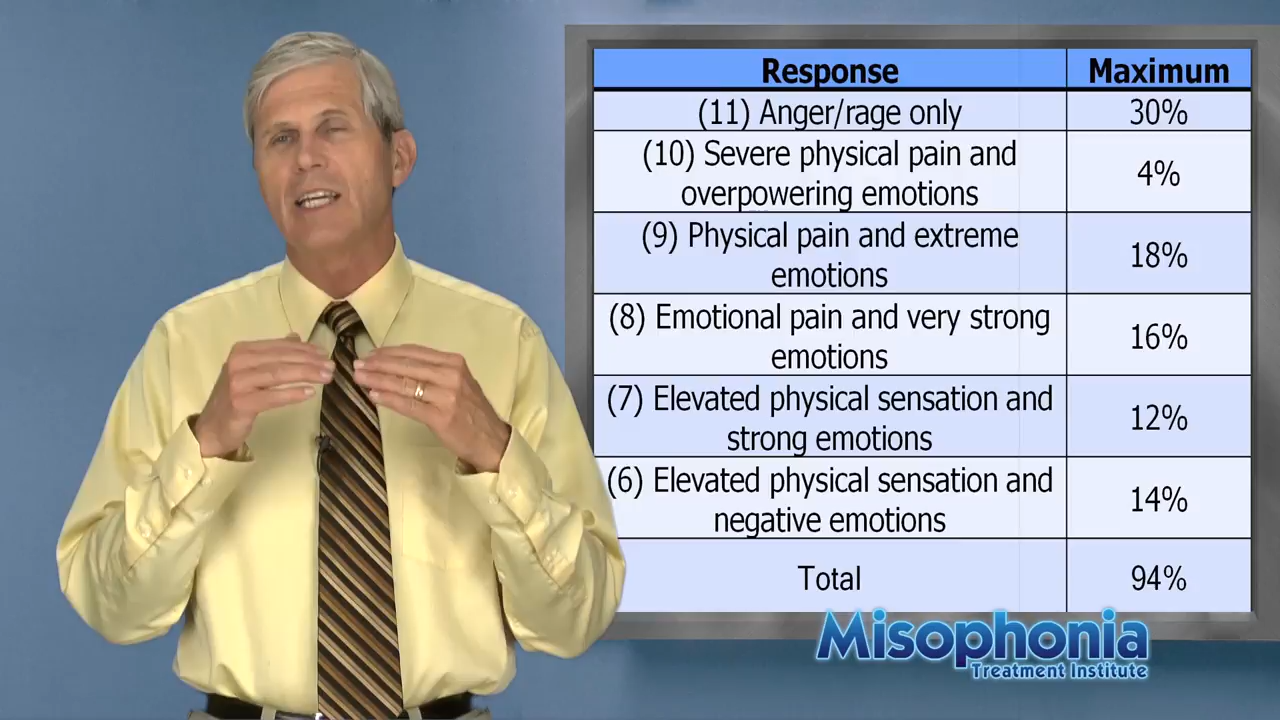 Response Maximum
(11) Anger/rage only 30%
(10) Severe physical pain and
overpowering emotions 4%
(9) Physical pain and extreme
emotions 18%
(8) Emotional pain and very strong
emotions 16%
(7) Elevated physical sensation and
strong emotions 12%
(6) Elevated physical sensation and
negative emotions 14%
Total 94%
Misophonia
Treatment Institute